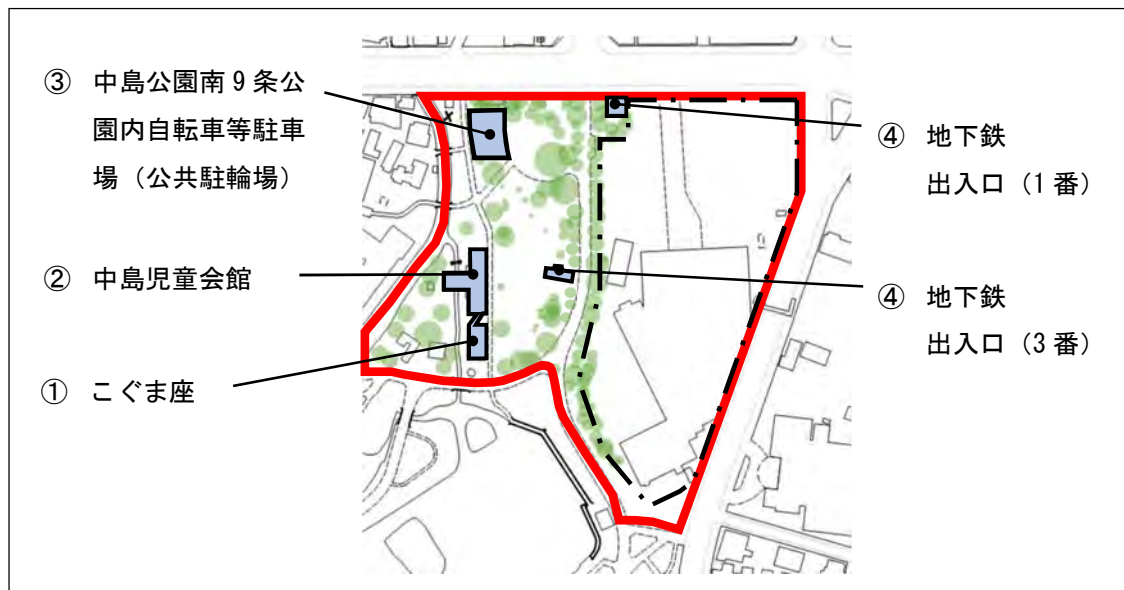 ③ 中島公園南9条公
園内自転車等駐車
場（公共駐輪場）
② 中島児童会館
① こぐま座
④ 地下鉄
出入口（1番）
④ 地下鉄
出入口（3番）